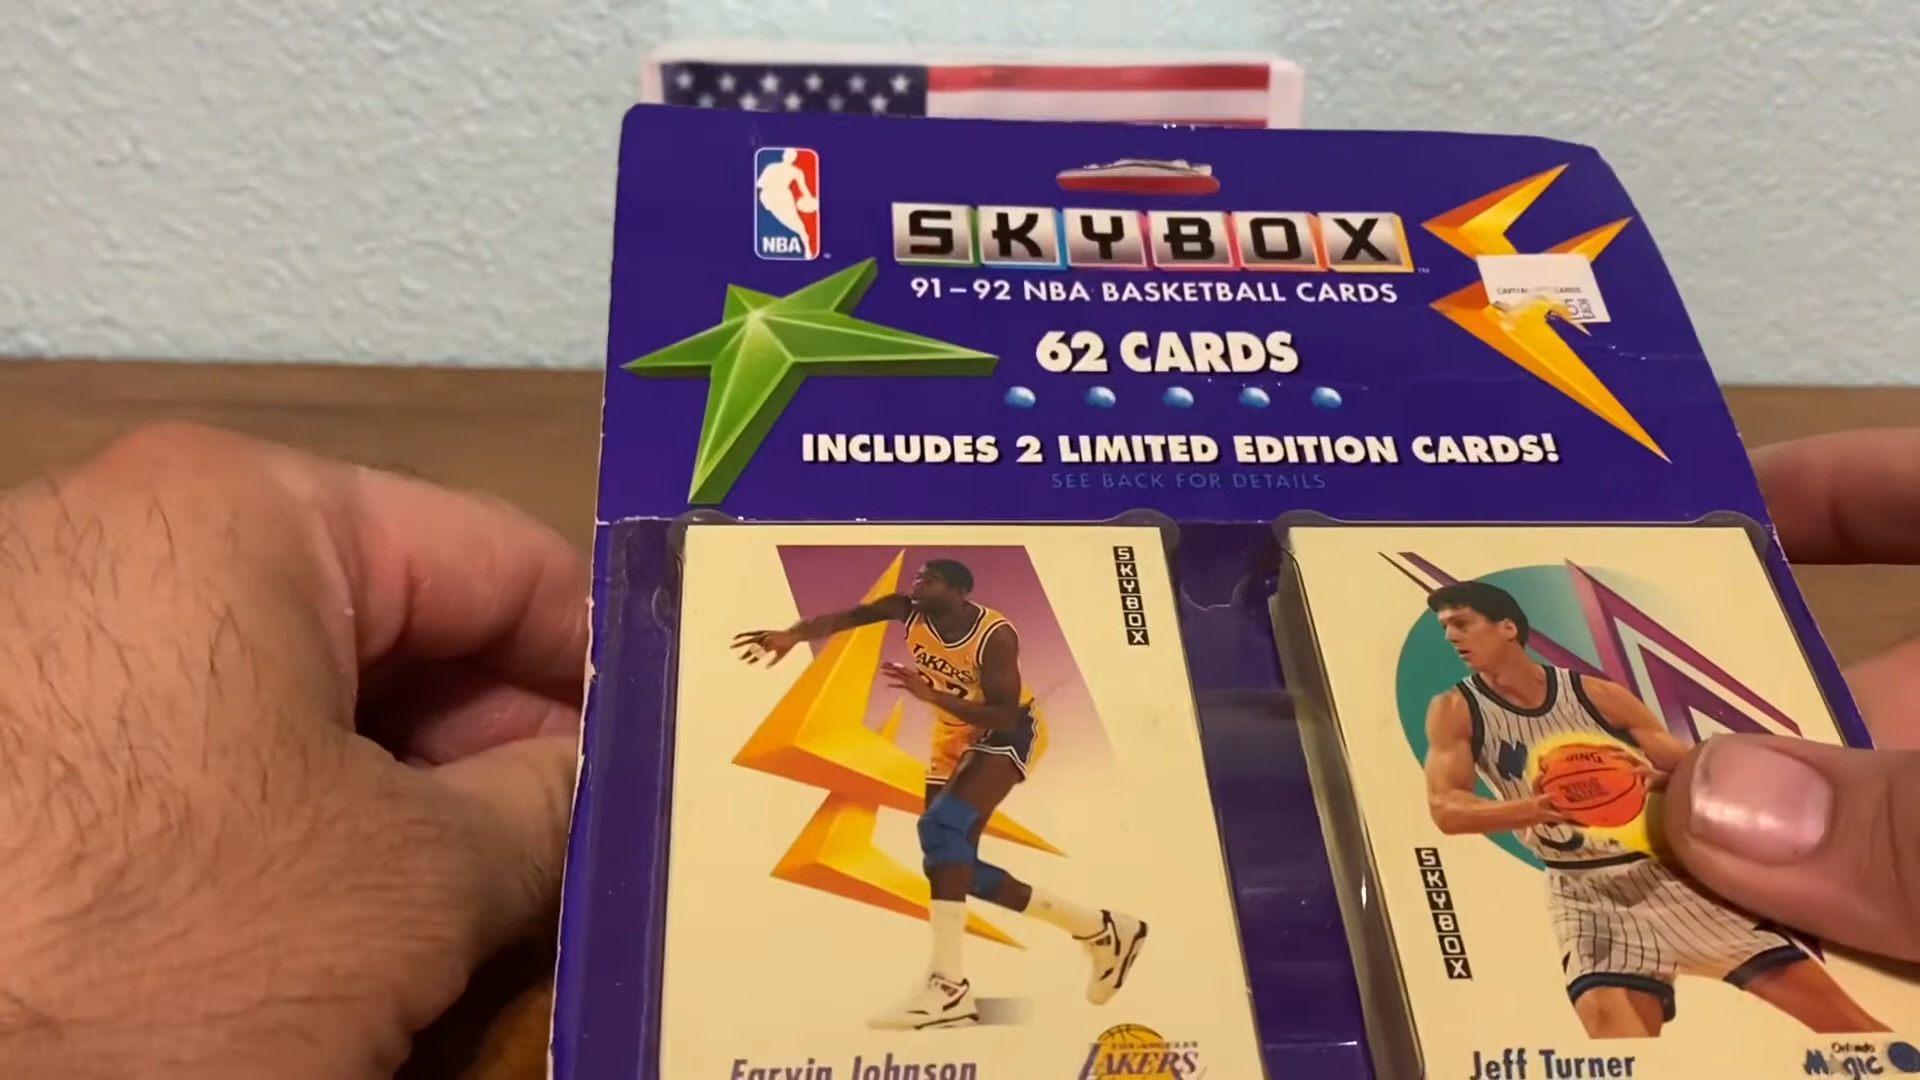 NBA
SKYBOX
91–92 NBA BASKETBALL CARDS
62 CARDS
INCLUDES 2 LIMITED EDITION CARDS!
SEE BACK FOR DETAILS
SKYBOX
LAKERS
Earvin Johnson
LAKERS
SKYBOX
Jeff Turner
Orlando
Magic